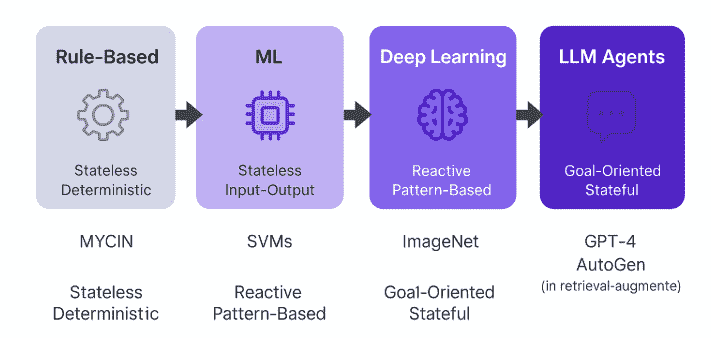 Rule-Based
Stateless
Deterministic
ML
Stateless
Input-Output
Deep Learning
Reactive
Pattern-Based
LLM Agents
Goal-Oriented
Stateful
MYCIN
SVMs
ImageNet
GPT-4
AutoGen
(in retrieval-augmente)
Stateless
Deterministic
Reactive
Pattern-Based
Goal-Oriented
Stateful